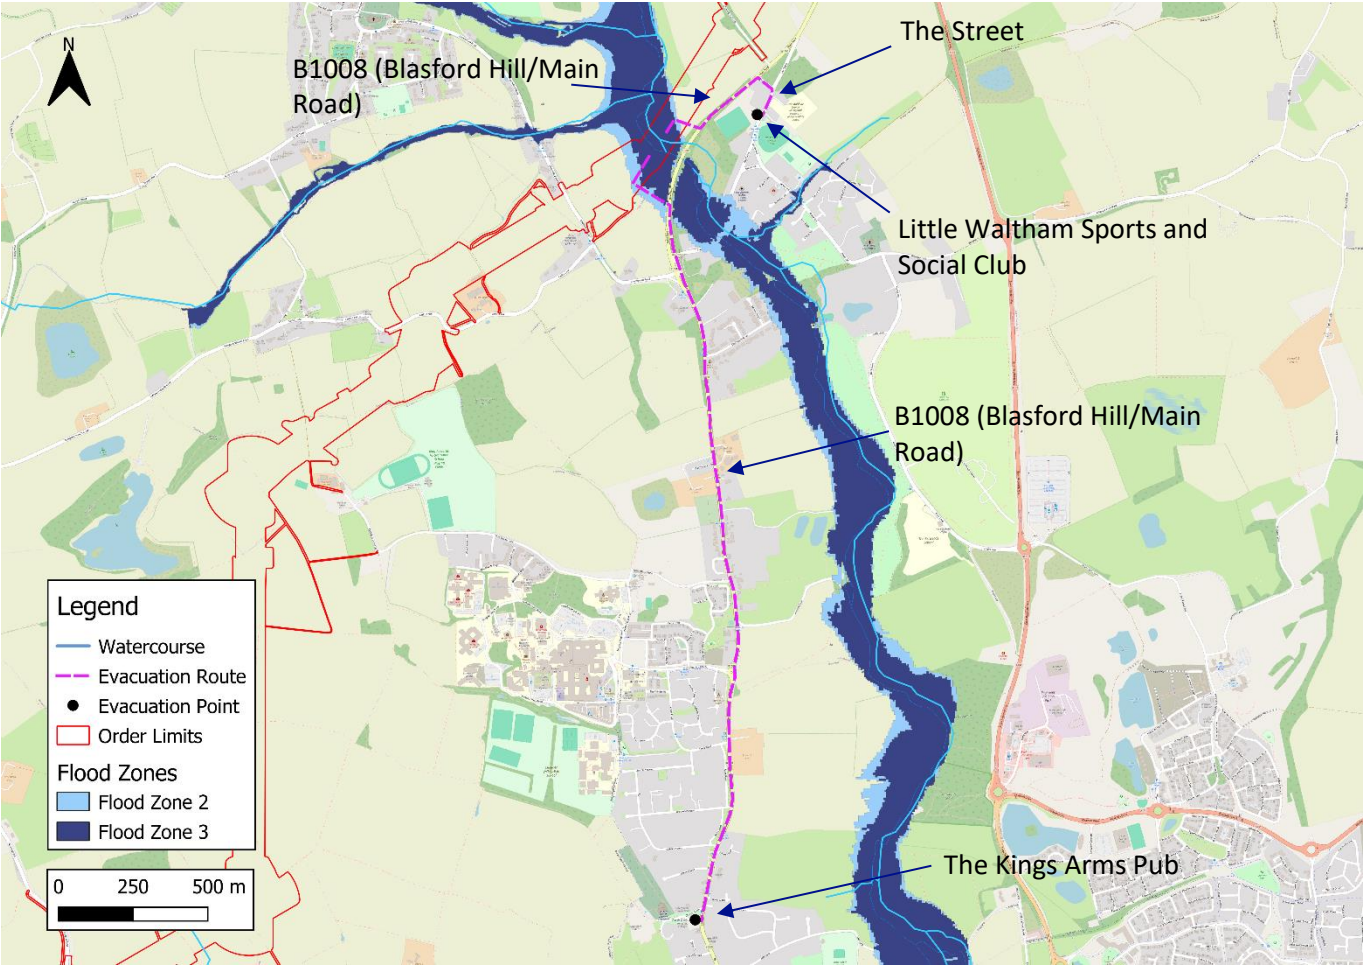 The Street
B1008 (Blasford Hill/Main
Road)
N
Little Waltham Sports and
Social Club
B1008 (Blasford Hill/Main
Road)
Legend
Watercourse
Evacuation Route
Evacuation Point
Order Limits
Flood Zones
Flood Zone 2
Flood Zone 3
0 250 500 m
The Kings Arms Pub